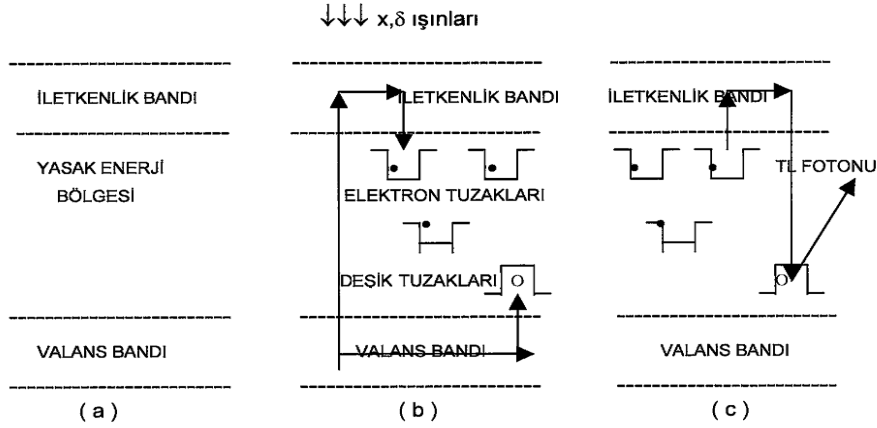 ↓↓↓ x,δ ışınları
İLETKENLİK BANDI
YASAK ENERJİ
BÖLGESİ
VALANS BANDI
( a )
İLETKENLİK BANDI
ELEKTRON TUZAKLARI
DEŞİK TUZAKLARI
O
VALANS BANDI
( b )
İLETKENLİK BANDI
TL FOTONU
O
VALANS BANDI
( c )